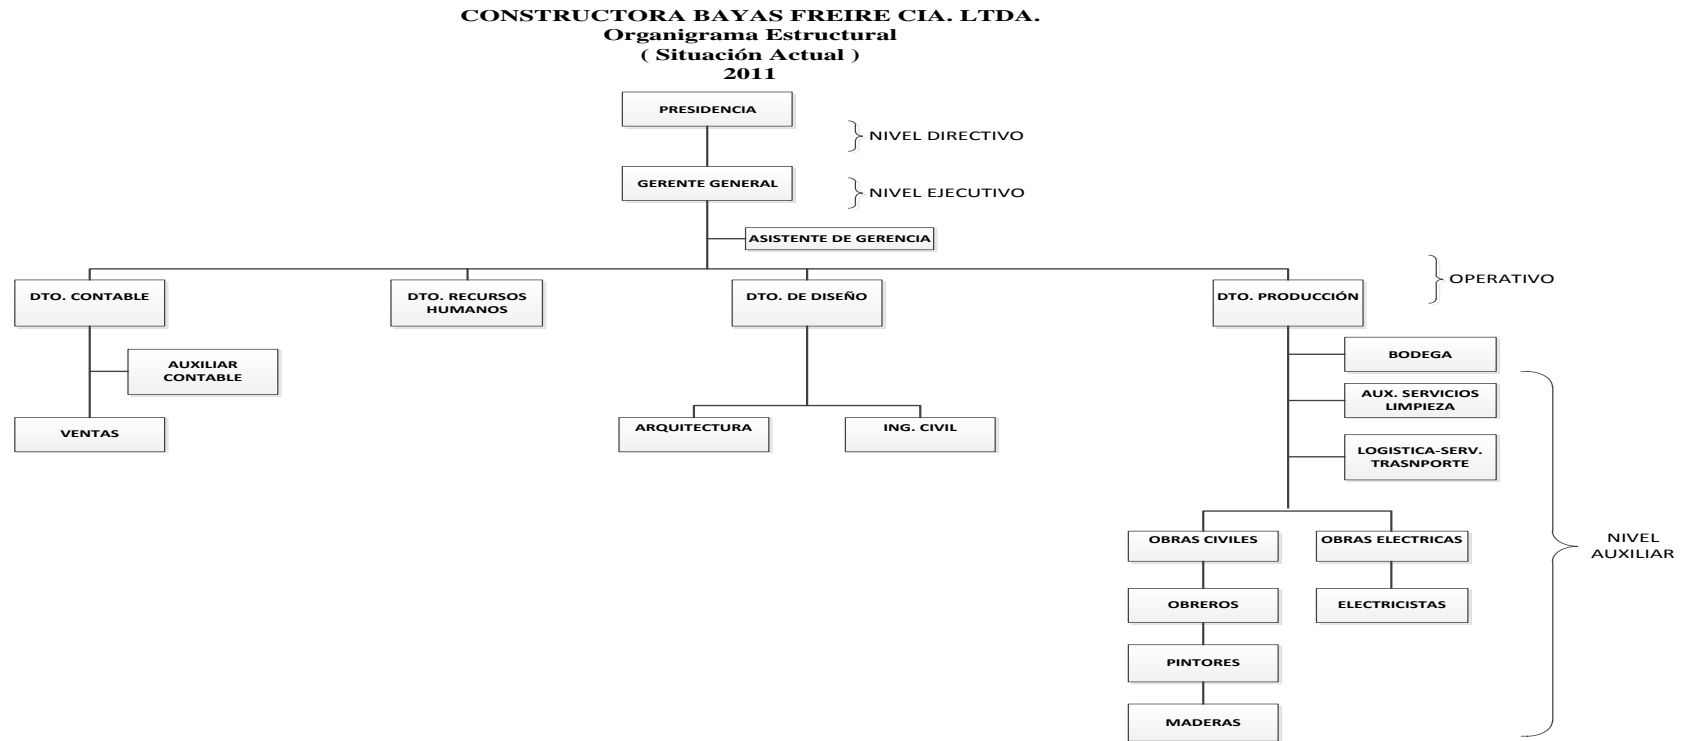 CONSTRUCTORA BAYAS FREIRE CIA. LTDA.
Organigrama Estructural
( Situación Actual )
2011
PRESIDENCIA
NIVEL DIRECTIVO
GERENTE GENERAL
NIVEL EJECUTIVO
ASISTENTE DE GERENCIA
OPERATIVO
DTO. CONTABLE
DTO. RECURSOS
HUMANOS
DTO. DE DISEÑO
DTO. PRODUCCIÓN
AUXILIAR
CONTABLE
BODEGA
AUX. SERVICIOS
LIMPIEZA
VENTAS
ARQUITECTURA
ING. CIVIL
LOGISTICA-SERV.
TRASNPORTE
OBRAS CIVILES
OBRAS ELECTRICAS
NIVEL
AUXILIAR
OBREROS
ELECTRICISTAS
PINTORES
MADERAS